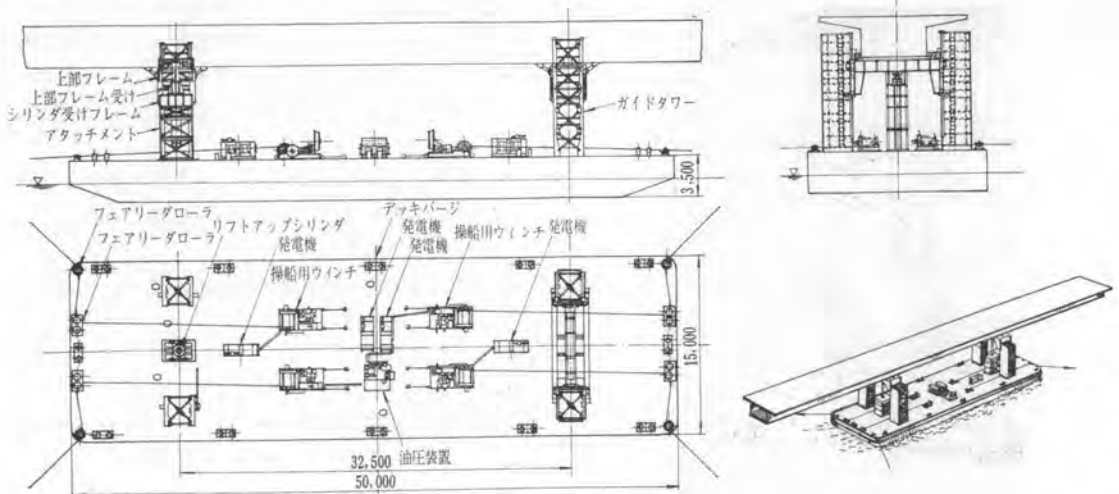 上部フレーム
上部フレーム受け
シリンダ受けフレーム
アタッチメント
ガイドタワー
3,500
フェアリーダローラ
フェアリーダローラ
リフトアップシリンダ
発電機
操船用ウィンチ
デッキバージ
発電機
発電機
操船用ウィンチ
発電機
15,000
32,500
油圧装置
50,000